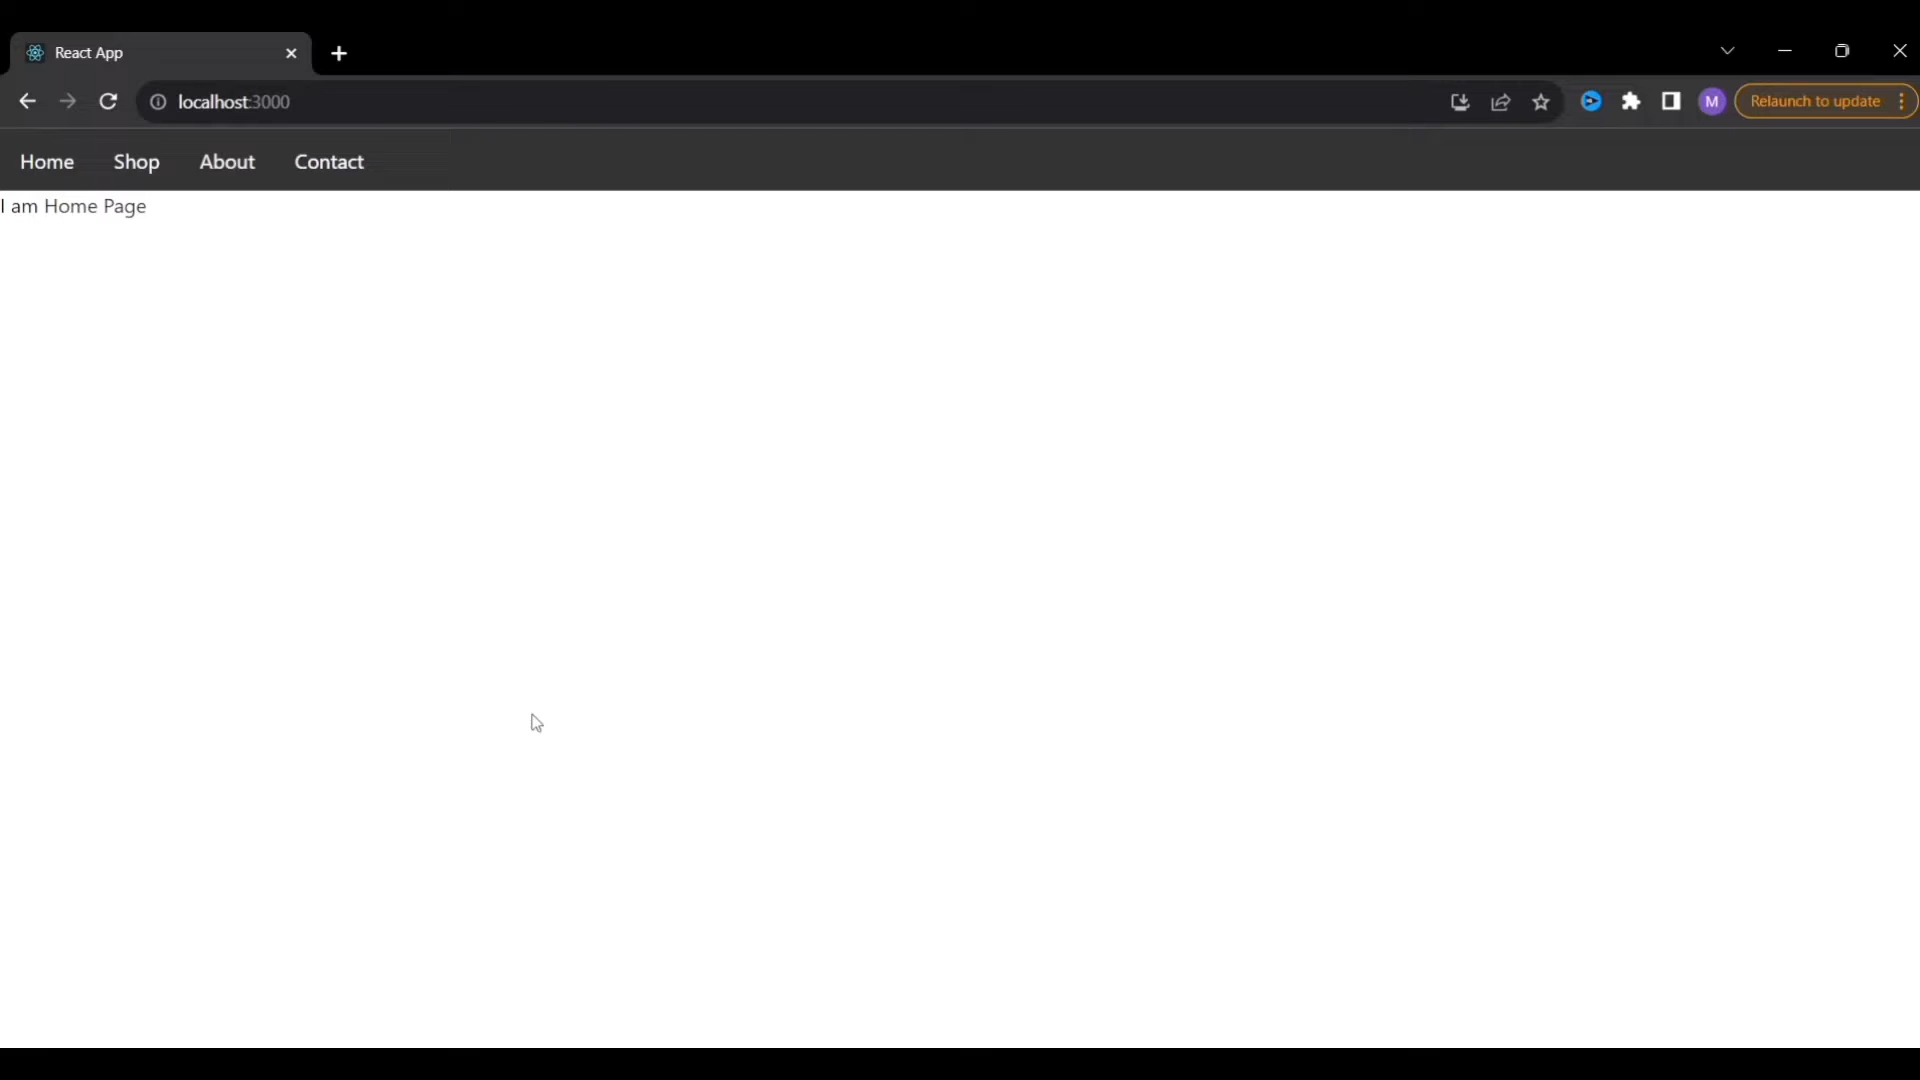 React App
localhost:3000
M
Relaunch to update
Home Shop About Contact
I am Home Page